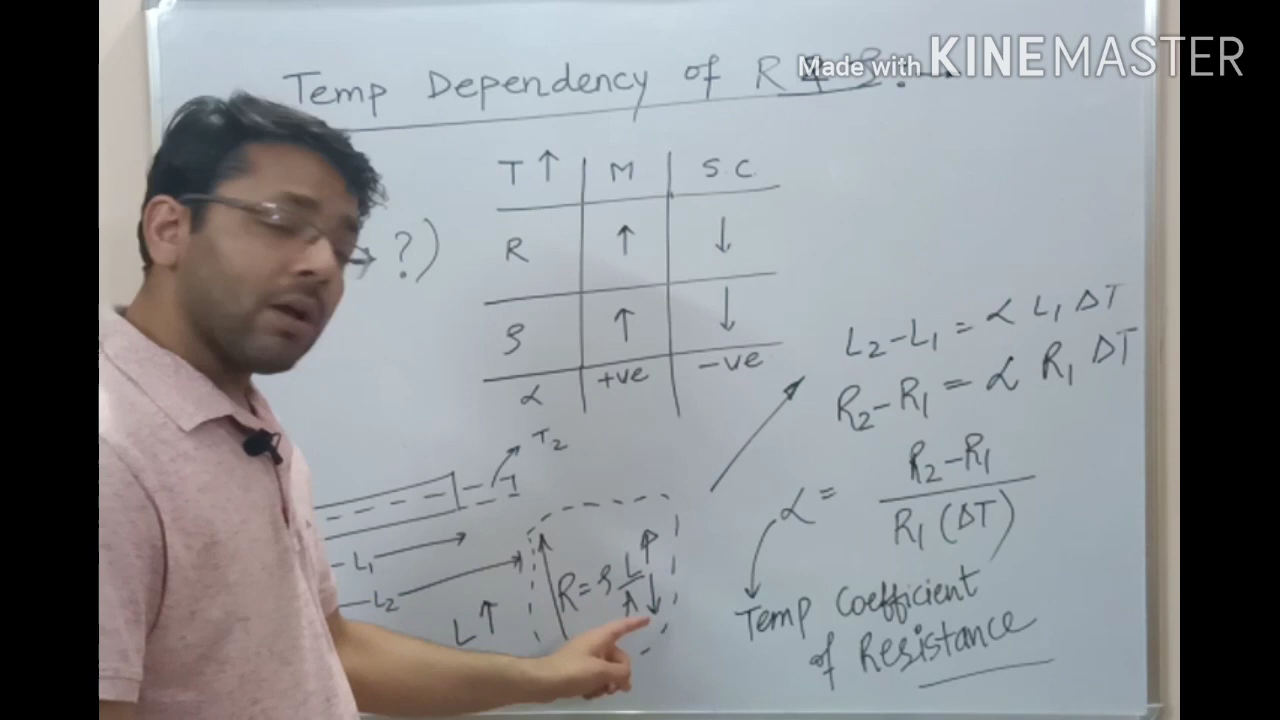 Made with KINEMASTER
Temp Dependency of R & ρ →
→ ?)
T ↑ M S.C.
R ↑ ↓
ρ ↑ ↓
α +ve -ve
L₂-L₁ = α L₁ ΔT
R₂-R₁ = α R₁ ΔT
α = R₂-R₁
R₁ (ΔT)
Temp Coefficient
of Resistance
T₂
L₁ →
L₂ →
L ↑
↑ R = ρ L ↑
A ↓